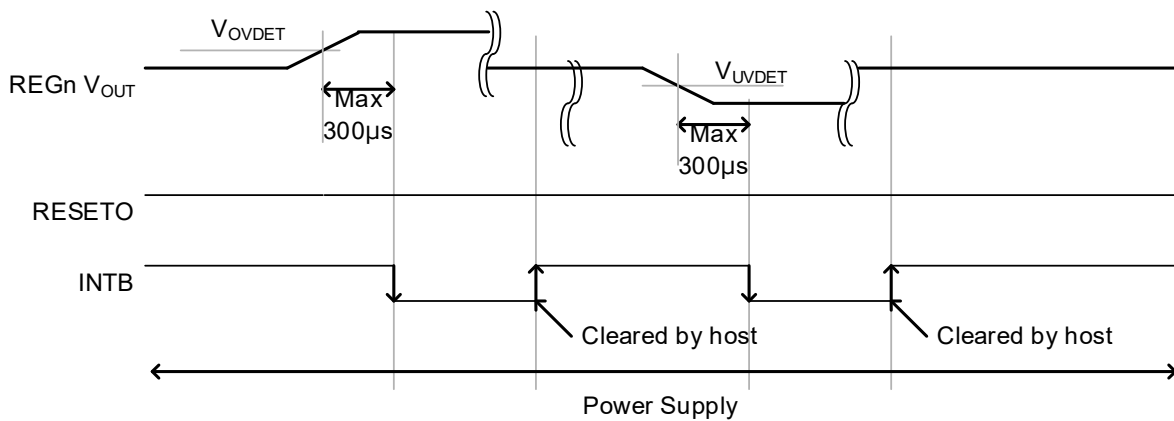 VOVDET
REGn VOUT
VUVDET
Max
300µs
Max
300µs
RESETO
INTB
Cleared by host
Cleared by host
Power Supply